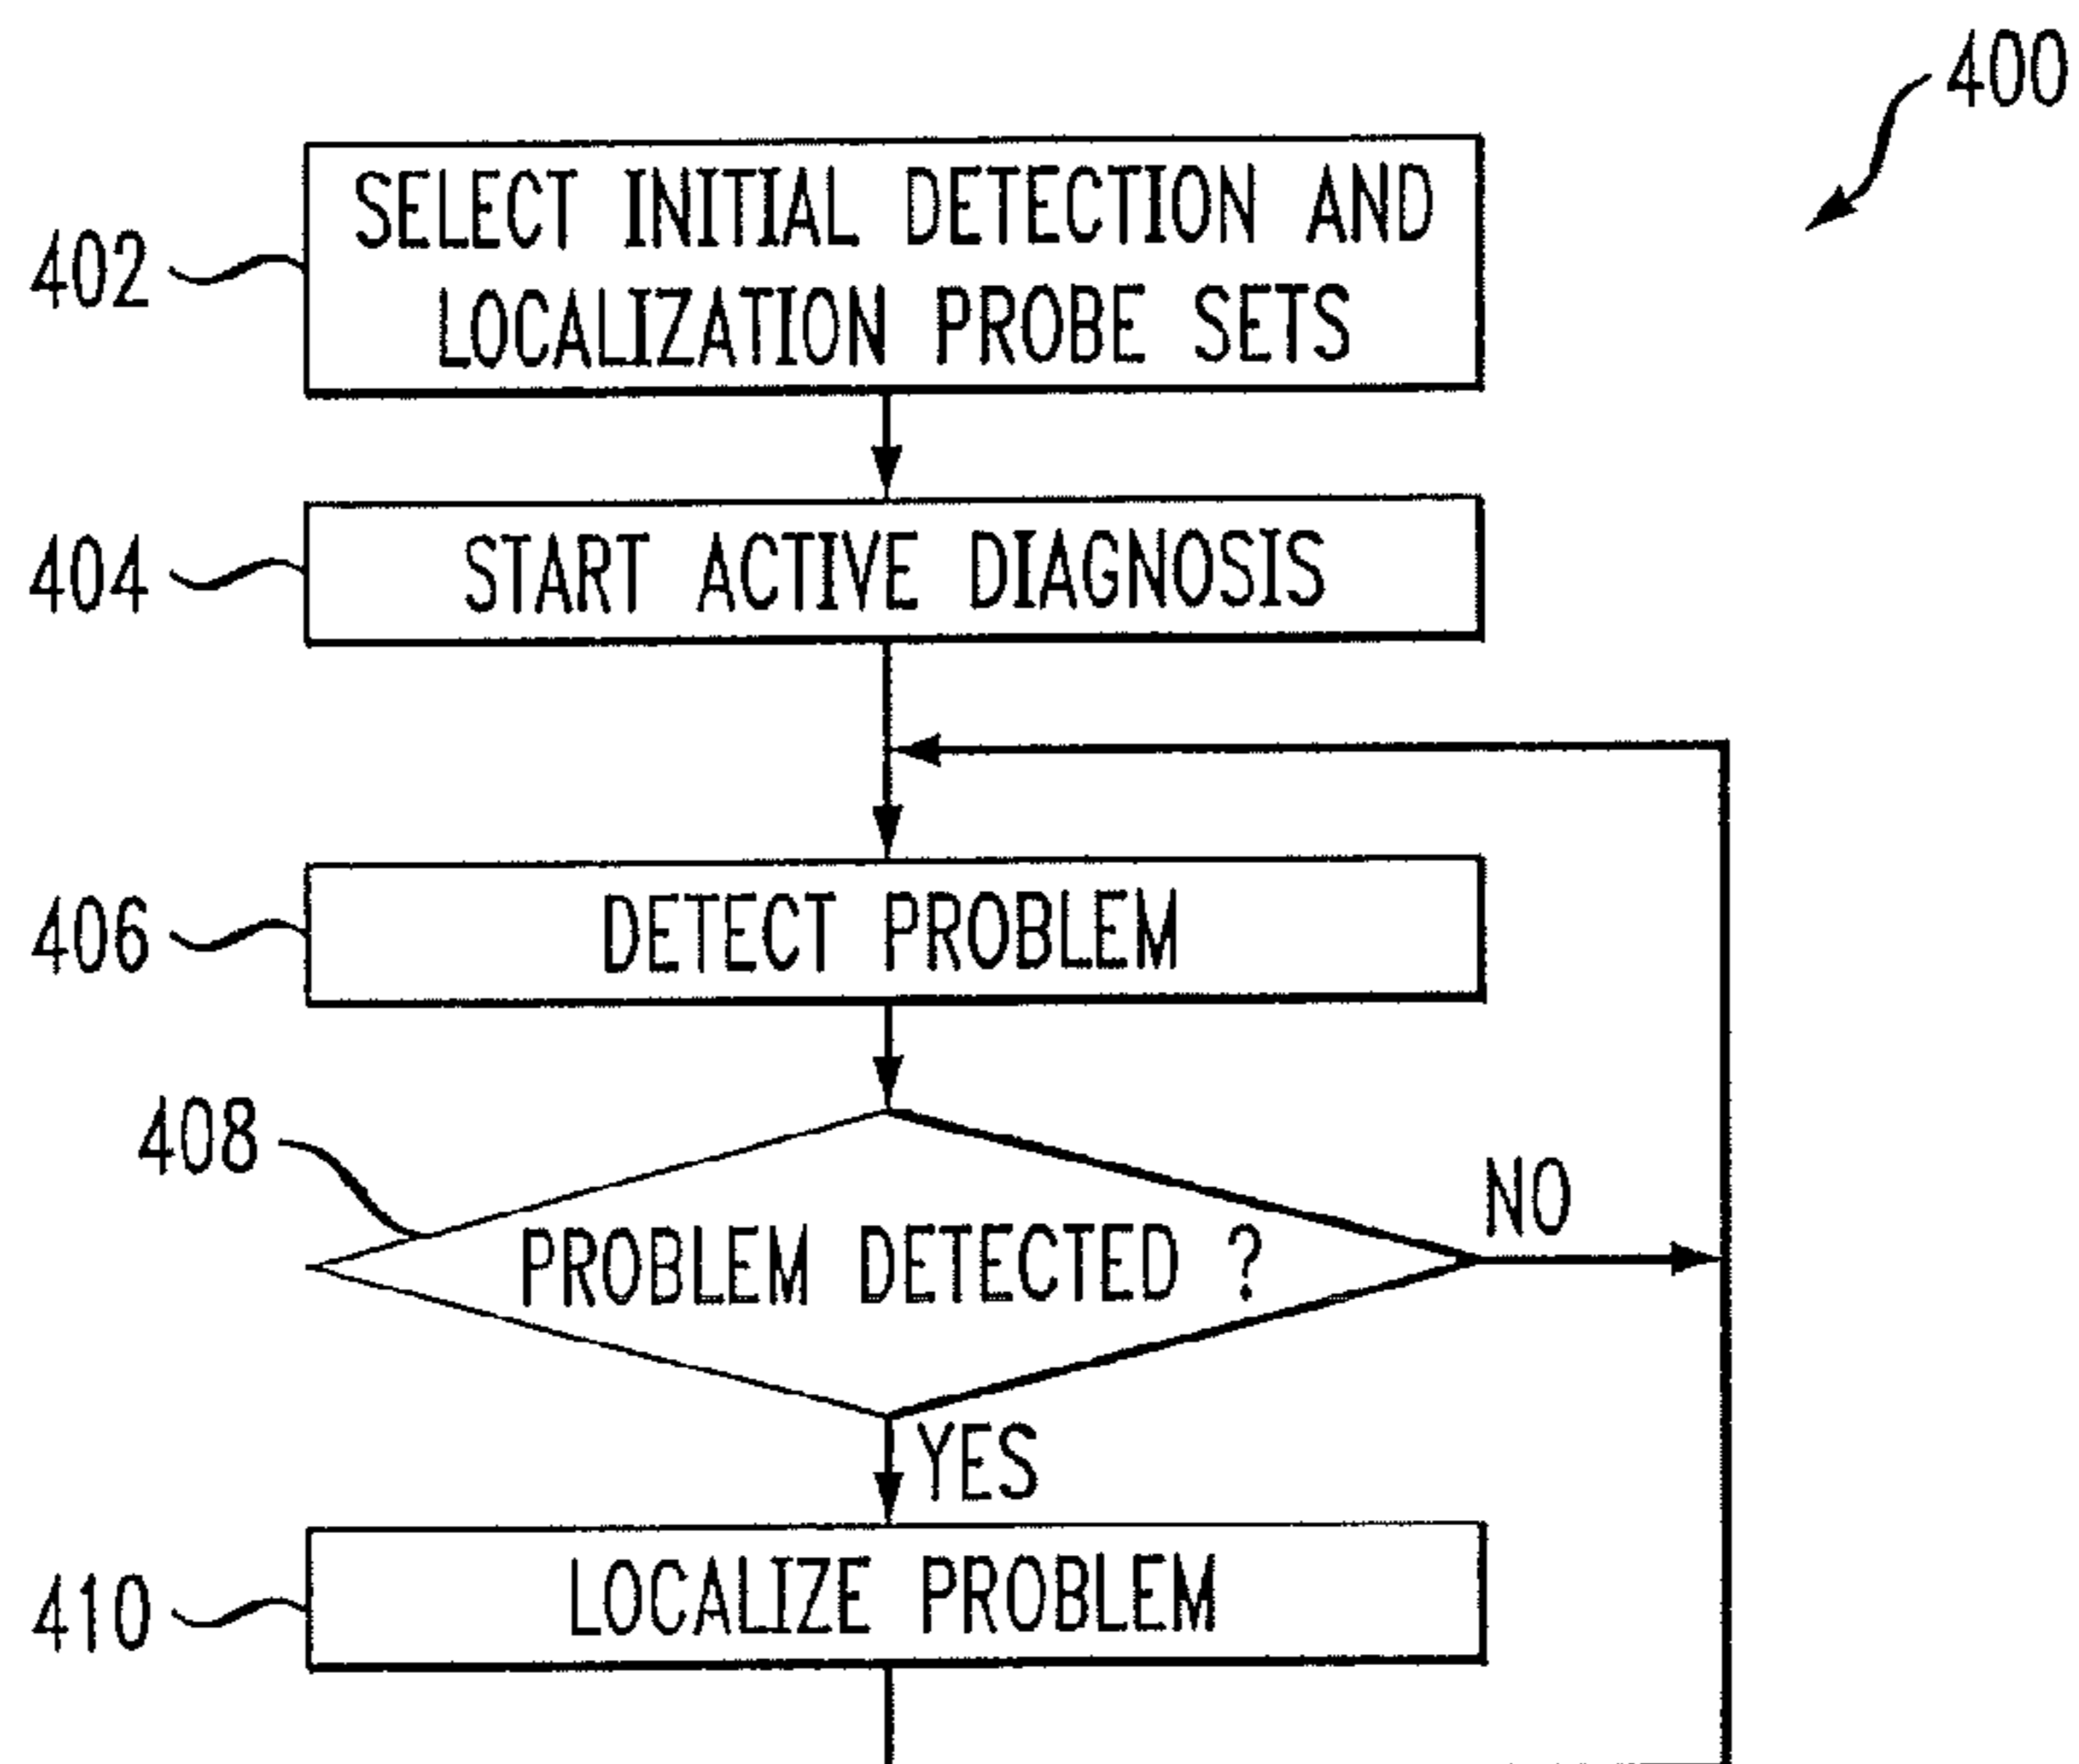 400
402
SELECT INITIAL DETECTION AND
LOCALIZATION PROBE SETS
404
START ACTIVE DIAGNOSIS
406
DETECT PROBLEM
408
PROBLEM DETECTED ?
NO
YES
410
LOCALIZE PROBLEM